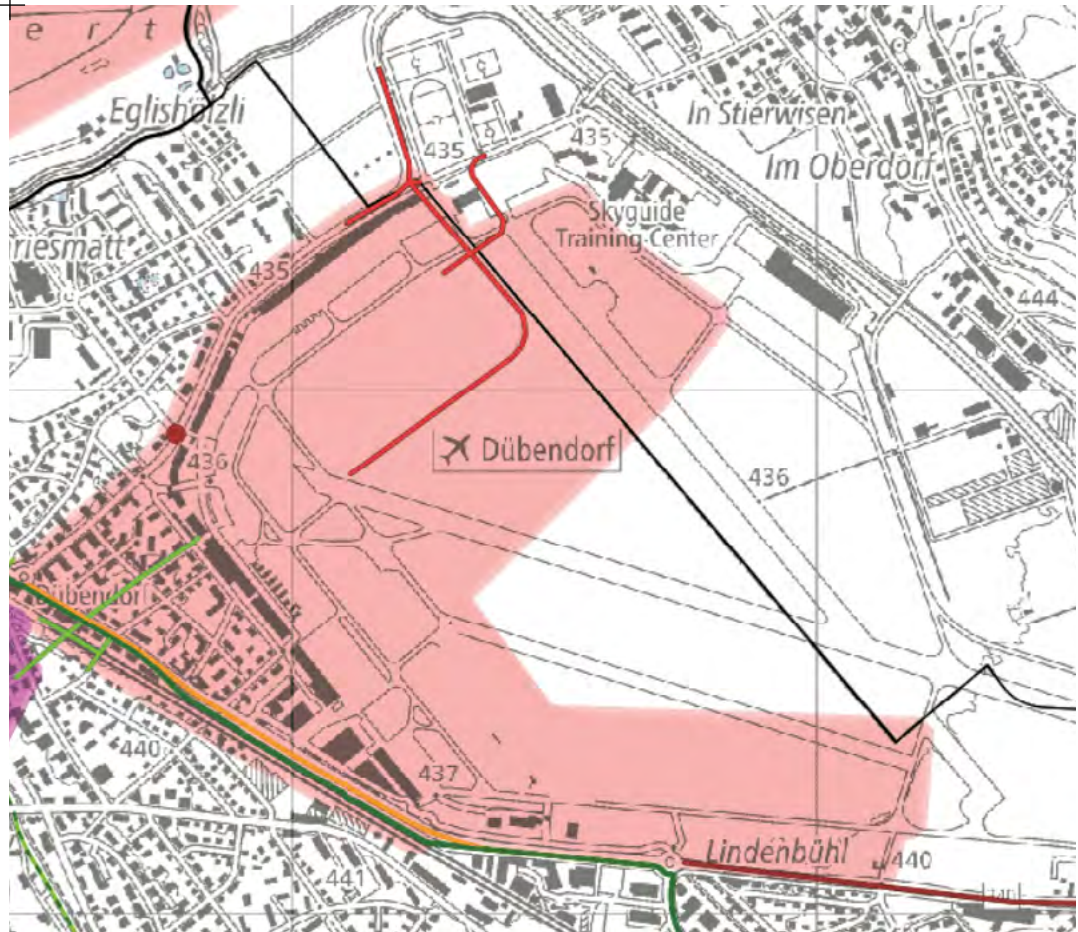 e r t
Eglishölzli
435
435
In Stierwisen
Im Oberdorf
Skyguide
Training Center
riesmatt
435
444
Dübendorf
436
436
Dübendorf
440
437
Lindenbühl
440
441